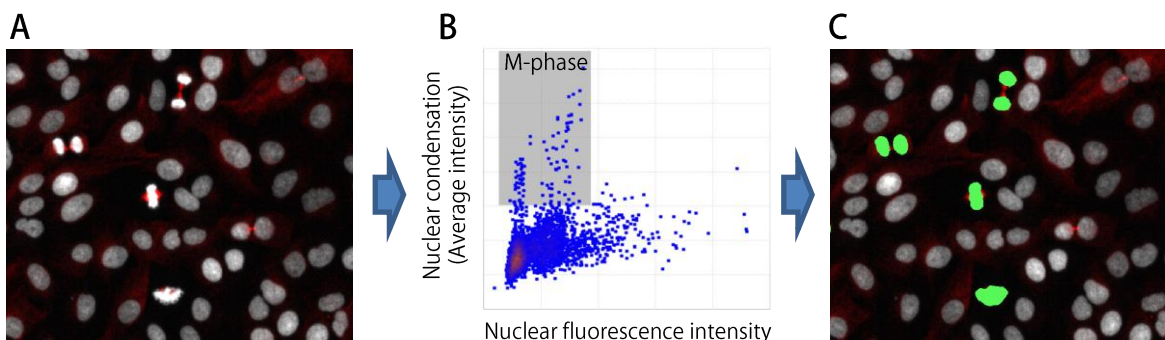 A
B
C
M-phase
Nuclear condensation
(Average intensity)
Nuclear fluorescence intensity